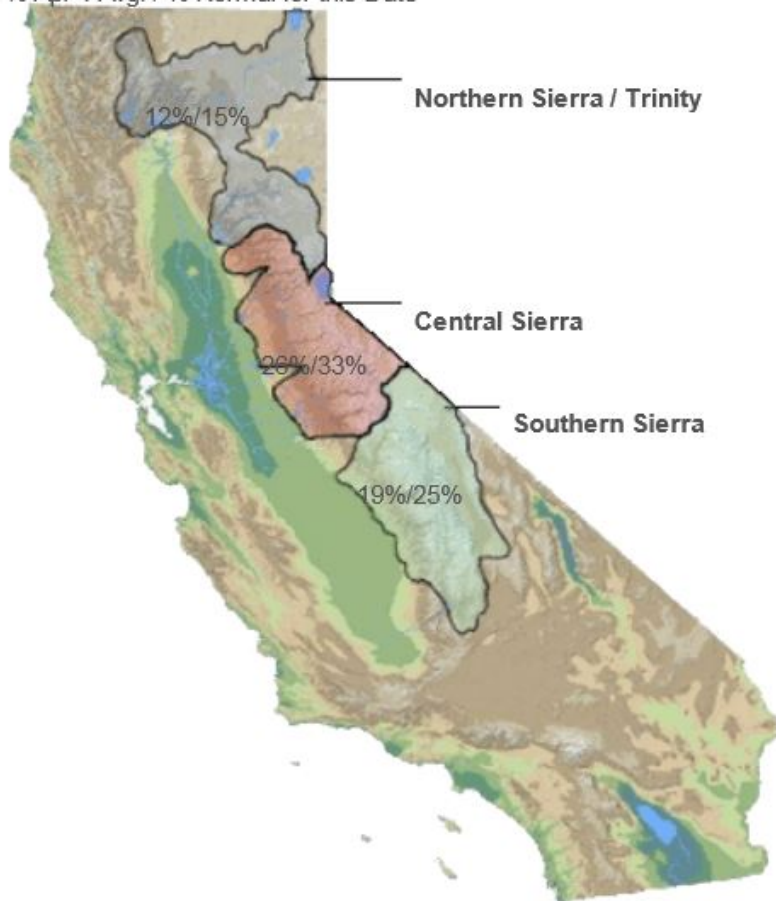 12%/15%
Northern Sierra / Trinity
Central Sierra
26%/33%
Southern Sierra
19%/25%